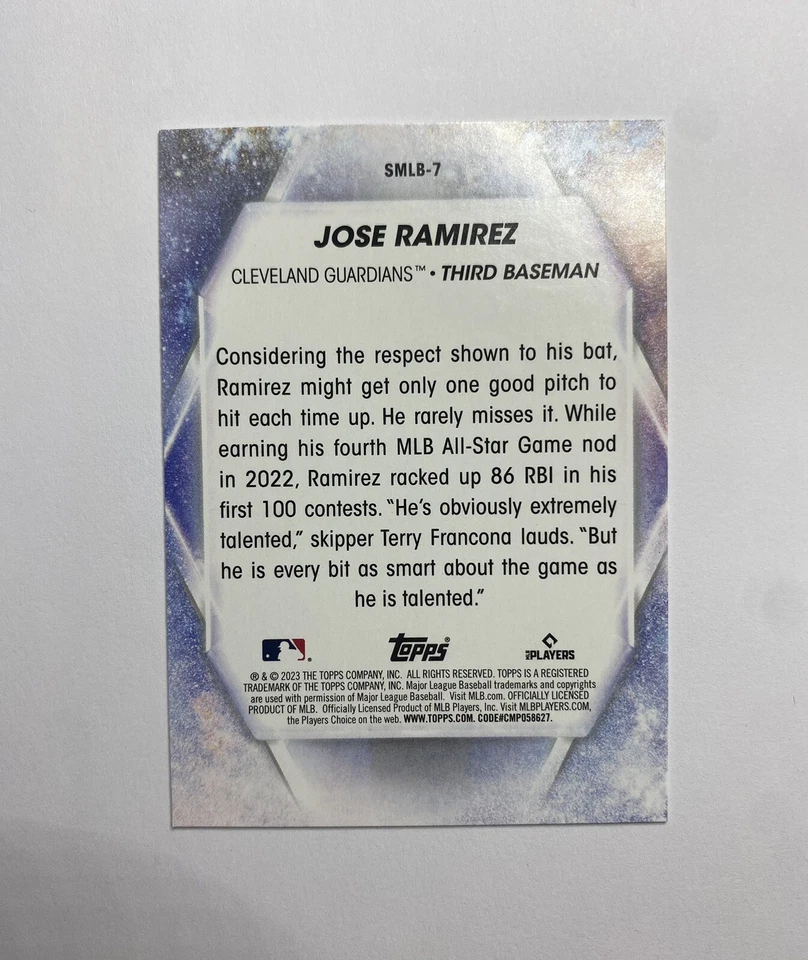 SMLB-7
JOSE RAMIREZ
CLEVELAND GUARDIANS™ • THIRD BASEMAN
Considering the respect shown to his bat,
Ramirez might get only one good pitch to
hit each time up. He rarely misses it. While
earning his fourth MLB All-Star Game nod
in 2022, Ramirez racked up 86 RBI in his
first 100 contests. “He’s obviously extremely
talented,” skipper Terry Francona lauds. “But
he is every bit as smart about the game as
he is talented.”
Topps® MLB PLAYERS
® & © 2023 THE TOPPS COMPANY, INC. ALL RIGHTS RESERVED. TOPPS IS A REGISTERED
TRADEMARK OF THE TOPPS COMPANY, INC. Major League Baseball trademarks and copyrights
are used with permission of Major League Baseball. Visit MLB.com. OFFICIALLY LICENSED
PRODUCT OF MLB. Officially Licensed Product of MLB Players, Inc. Visit MLBPLAYERS.COM,
the Players Choice on the web. WWW.TOPPS.COM. CODE#CMP058627.